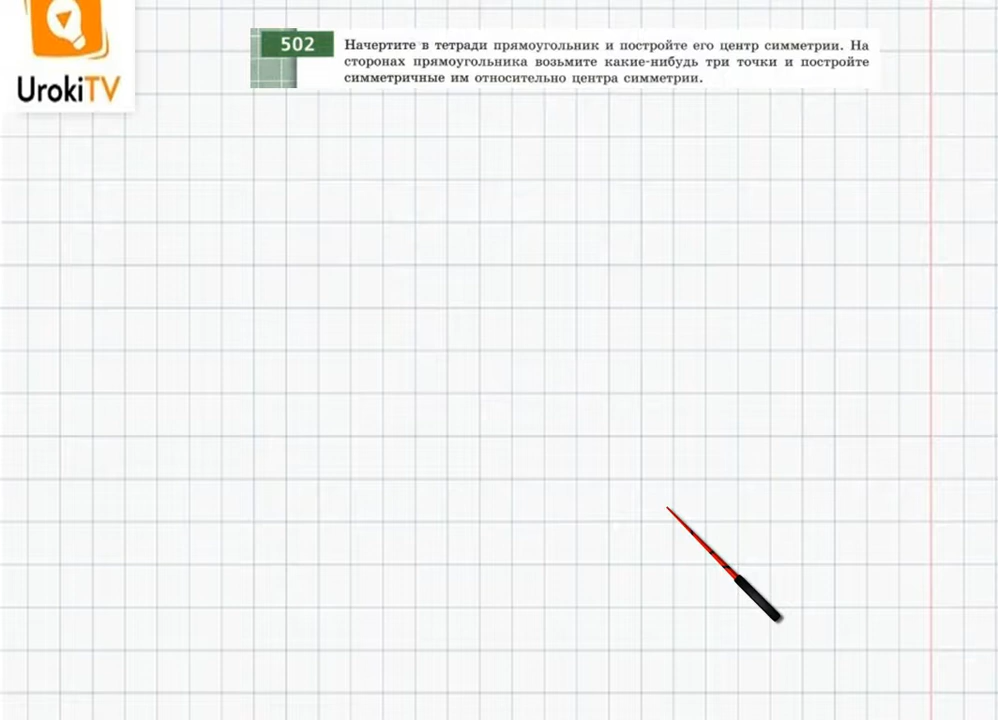 UrokiTV
502
Начертите в тетради прямоугольник и постройте его центр симметрии. На
сторонах прямоугольника возьмите какие-нибудь три точки и постройте
симметричные им относительно центра симметрии.